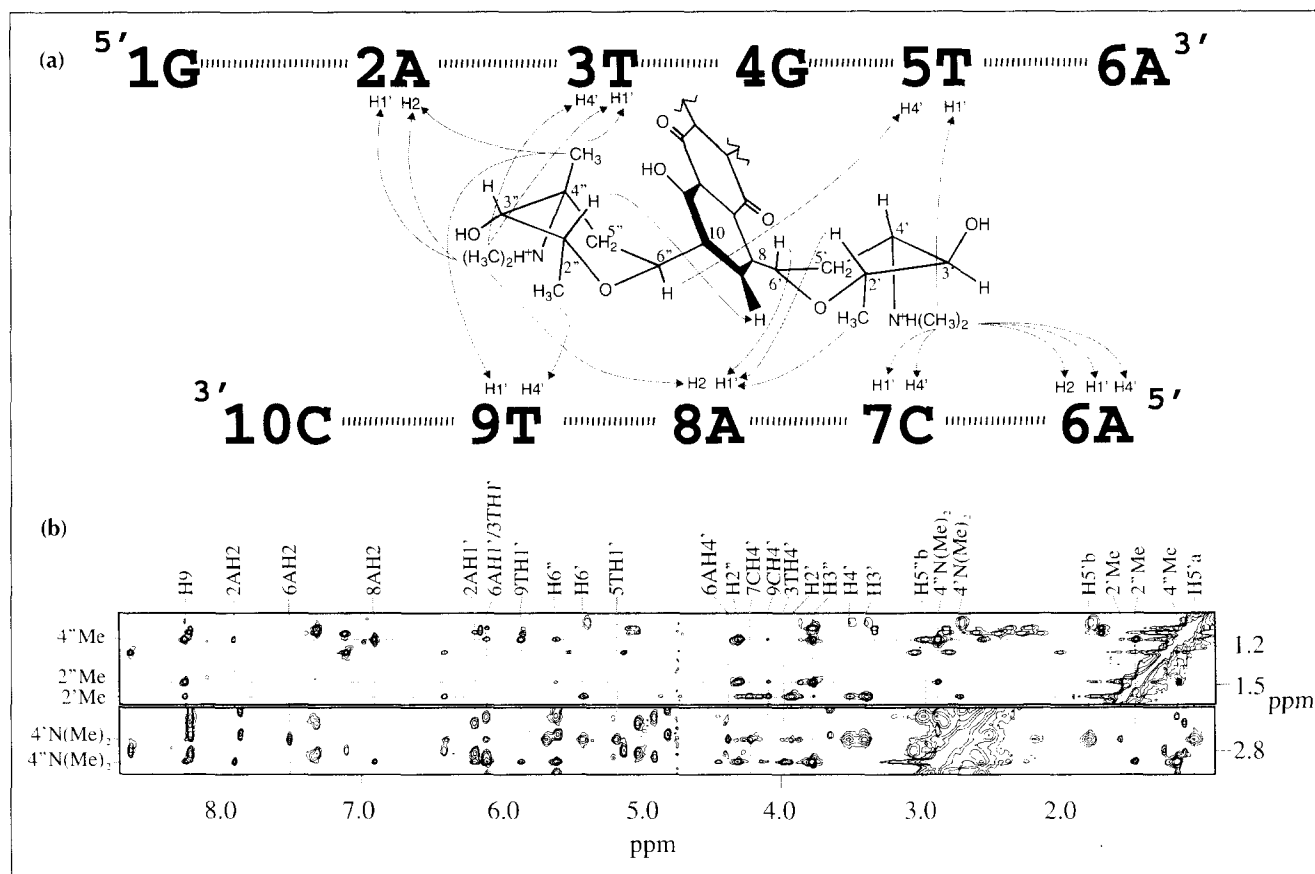 (a)
5' 1G 2A 3T 4G 5T 6A 3'
H1' H2 H4' H1' H4' H1'
O
CH₃
HO
H 3" 4" H O H 4' OH
HO 5" 10 8 H 5'
(H₃C)₂H⁺N CH₂ 6" 6' CH₂ 2' 3'
2" H H
H₃C O H O H₃C N⁺H(CH₃)₂
H1' H4' H2 H1' H1' H4' H2 H1' H4'
3' 10C 9T 8A 7C 6A 5'
(b)
H9 2AH2 6AH2 8AH2 2AH1' 6AH1'/3TH1' 9TH1' H6" H6' 5TH1' 6AH4' H2" 7CH4' 9CH4' 3TH4' H2' H3" H4' H3' H5"b 4"N(Me)₂ 4'N(Me)₂ H5'b 2'Me 2"Me 4"Me H5'a
4"Me 1.2
2"Me
2'Me 1.5
ppm
4'N(Me)₂
4"N(Me)₂ 2.8
8.0 7.0 6.0 5.0 4.0 3.0 2.0
ppm